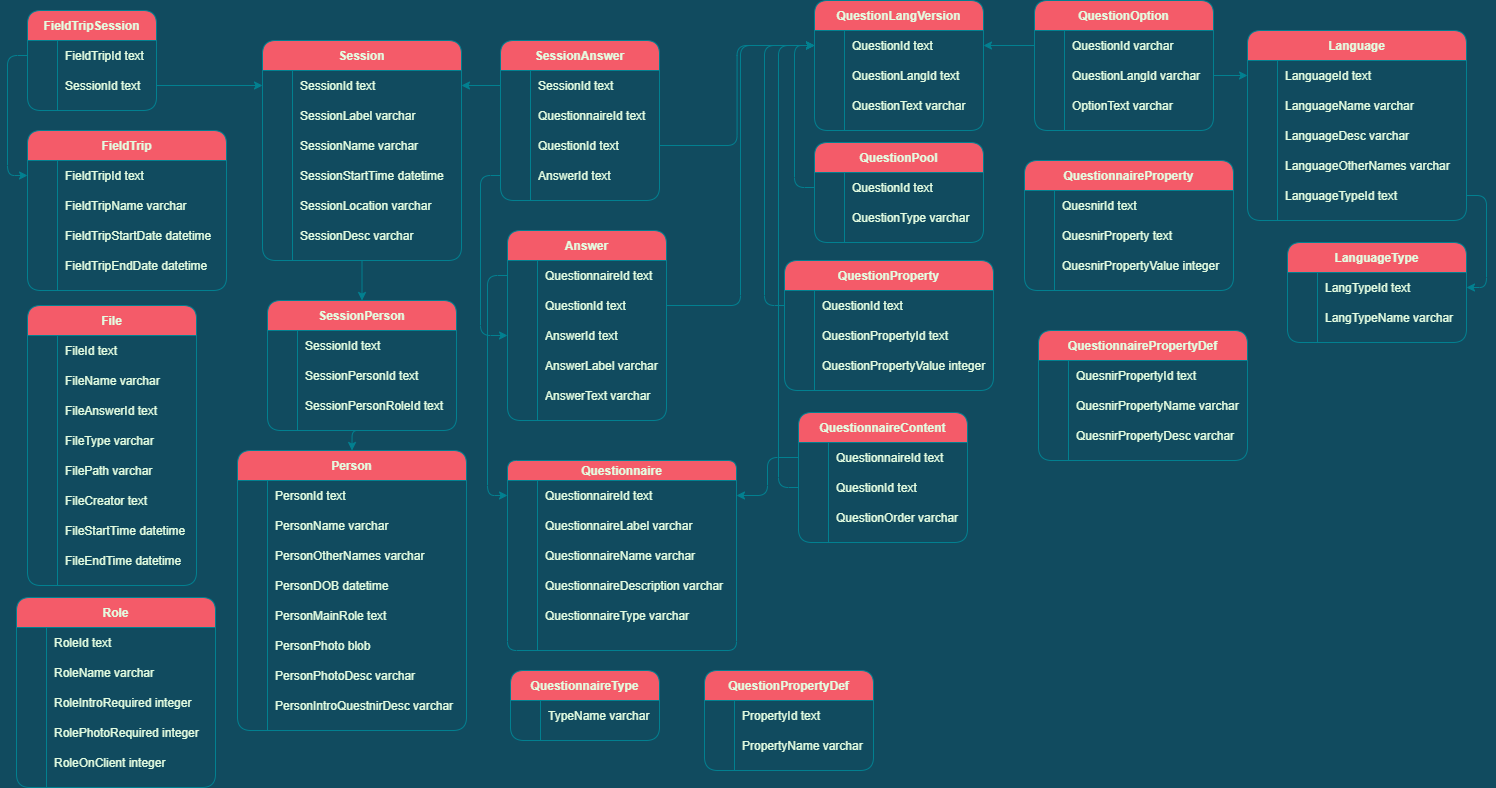 FieldTripSession
FieldTripId text
SessionId text
FieldTrip
FieldTripId text
FieldTripName varchar
FieldTripStartDate datetime
FieldTripEndDate datetime
File
FileId text
FileName varchar
FileAnswerId text
FileType varchar
FilePath varchar
FileCreator text
FileStartTime datetime
FileEndTime datetime
Role
RoleId text
RoleName varchar
RoleIntroRequired integer
RolePhotoRequired integer
RoleOnClient integer
Session
SessionId text
SessionLabel varchar
SessionName varchar
SessionStartTime datetime
SessionLocation varchar
SessionDesc varchar
SessionPerson
SessionId text
SessionPersonId text
SessionPersonRoleId text
Person
PersonId text
PersonName varchar
PersonOtherNames varchar
PersonDOB datetime
PersonMainRole text
PersonPhoto blob
PersonPhotoDesc varchar
PersonIntroQuestnirDesc varchar
SessionAnswer
SessionId text
QuestionnaireId text
QuestionId text
AnswerId text
Answer
QuestionnaireId text
QuestionId text
AnswerId text
AnswerLabel varchar
AnswerText varchar
Questionnaire
QuestionnaireId text
QuestionnaireLabel varchar
QuestionnaireName varchar
QuestionnaireDescription varchar
QuestionnaireType varchar
QuestionnaireType
TypeName varchar
QuestionPropertyDef
PropertyId text
PropertyName varchar
QuestionLangVersion
QuestionId text
QuestionLangId text
QuestionText varchar
QuestionPool
QuestionId text
QuestionType varchar
QuestionProperty
QuestionId text
QuestionPropertyId text
QuestionPropertyValue integer
QuestionnaireContent
QuestionnaireId text
QuestionId text
QuestionOrder varchar
QuestionOption
QuestionId varchar
QuestionLangId varchar
OptionText varchar
QuestionnaireProperty
QuesnirId text
QuesnirProperty text
QuesnirPropertyValue integer
QuestionnairePropertyDef
QuesnirPropertyId text
QuesnirPropertyName varchar
QuesnirPropertyDesc varchar
Language
LanguageId text
LanguageName varchar
LanguageDesc varchar
LanguageOtherNames varchar
LanguageTypeId text
LanguageType
LangTypeId text
LangTypeName varchar